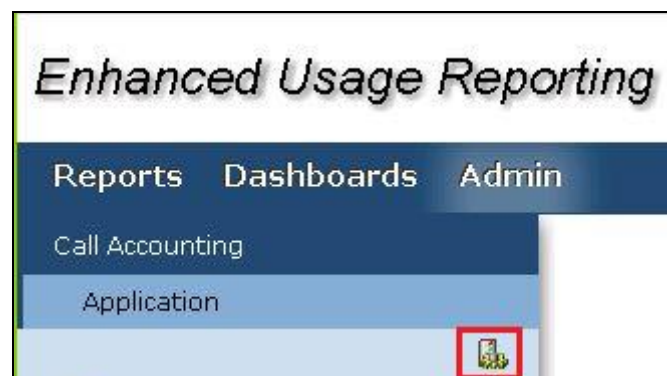 Enhanced Usage Reporting
Reports Dashboards Admin
Call Accounting
Application